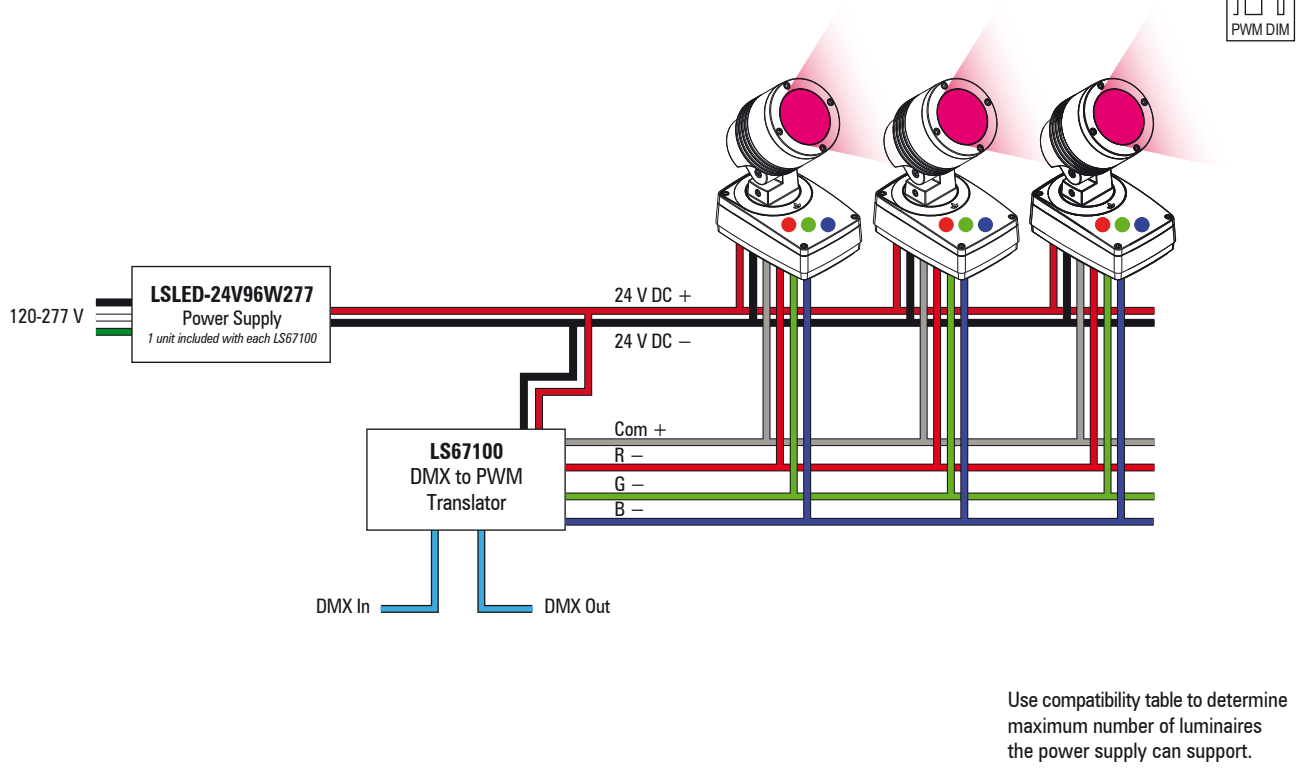 PWM DIM
LSLED-24V96W277
Power Supply
1 unit included with each LS67100
120-277 V
24 V DC +
24 V DC −
LS67100
DMX to PWM
Translator
Com +
R −
G −
B −
DMX In
DMX Out
Use compatibility table to determine
maximum number of luminaires
the power supply can support.